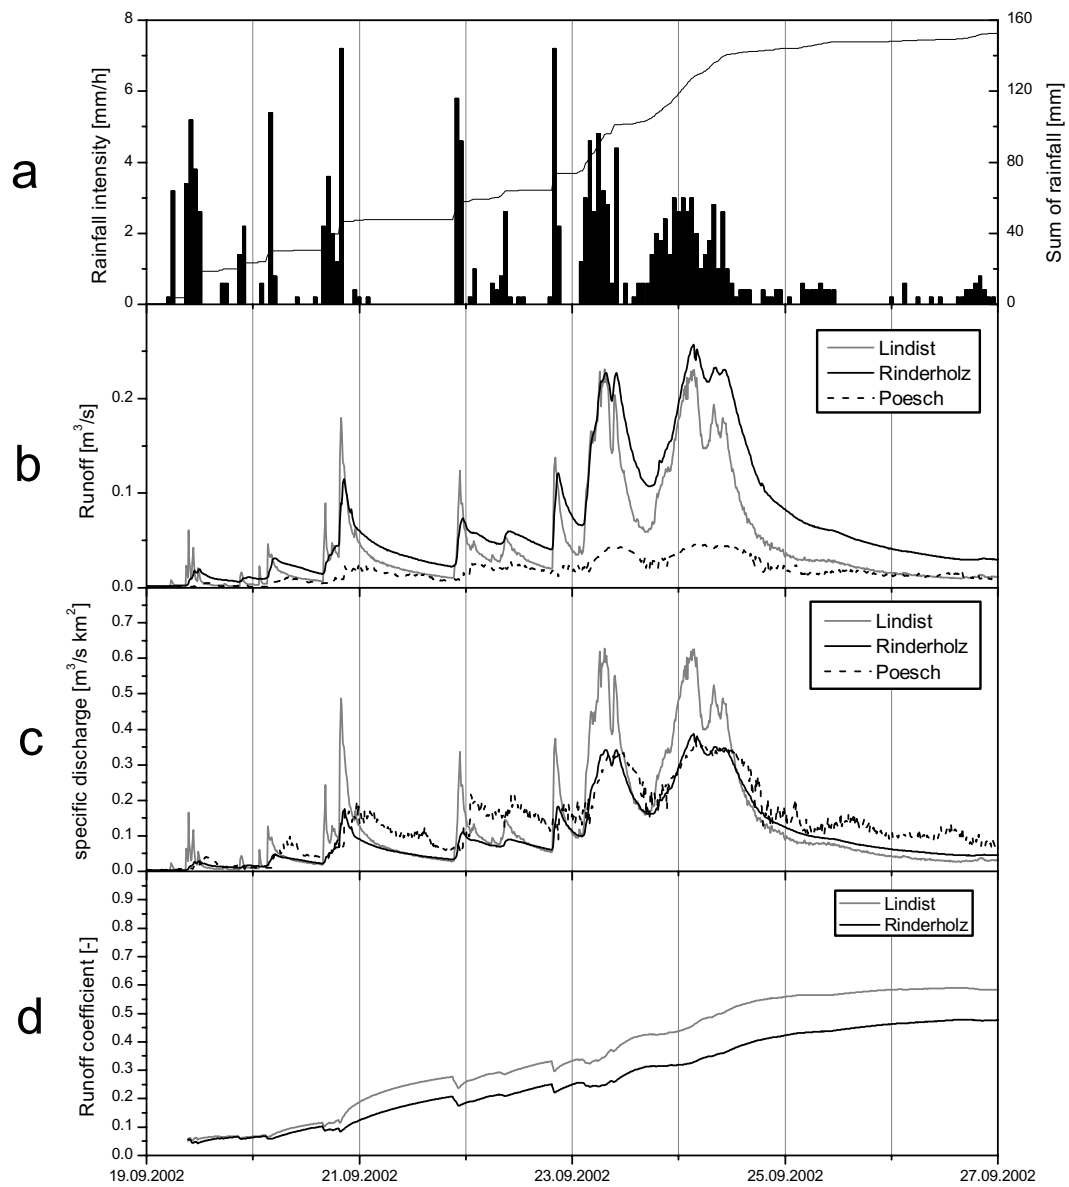 a
Rainfall intensity [mm/h]
8
6
4
2
0
160
120
80
40
0
Sum of rainfall [mm]
b
Runoff [m³/s]
0.2
0.1
0.0
Lindist
Rinderholz
Poesch
c
specific discharge [m³/s km²]
0.7
0.6
0.5
0.4
0.3
0.2
0.1
0.0
Lindist
Rinderholz
Poesch
d
Runoff coefficient [-]
0.9
0.8
0.7
0.6
0.5
0.4
0.3
0.2
0.1
0.0
Lindist
Rinderholz
19.09.2002 21.09.2002 23.09.2002 25.09.2002 27.09.2002